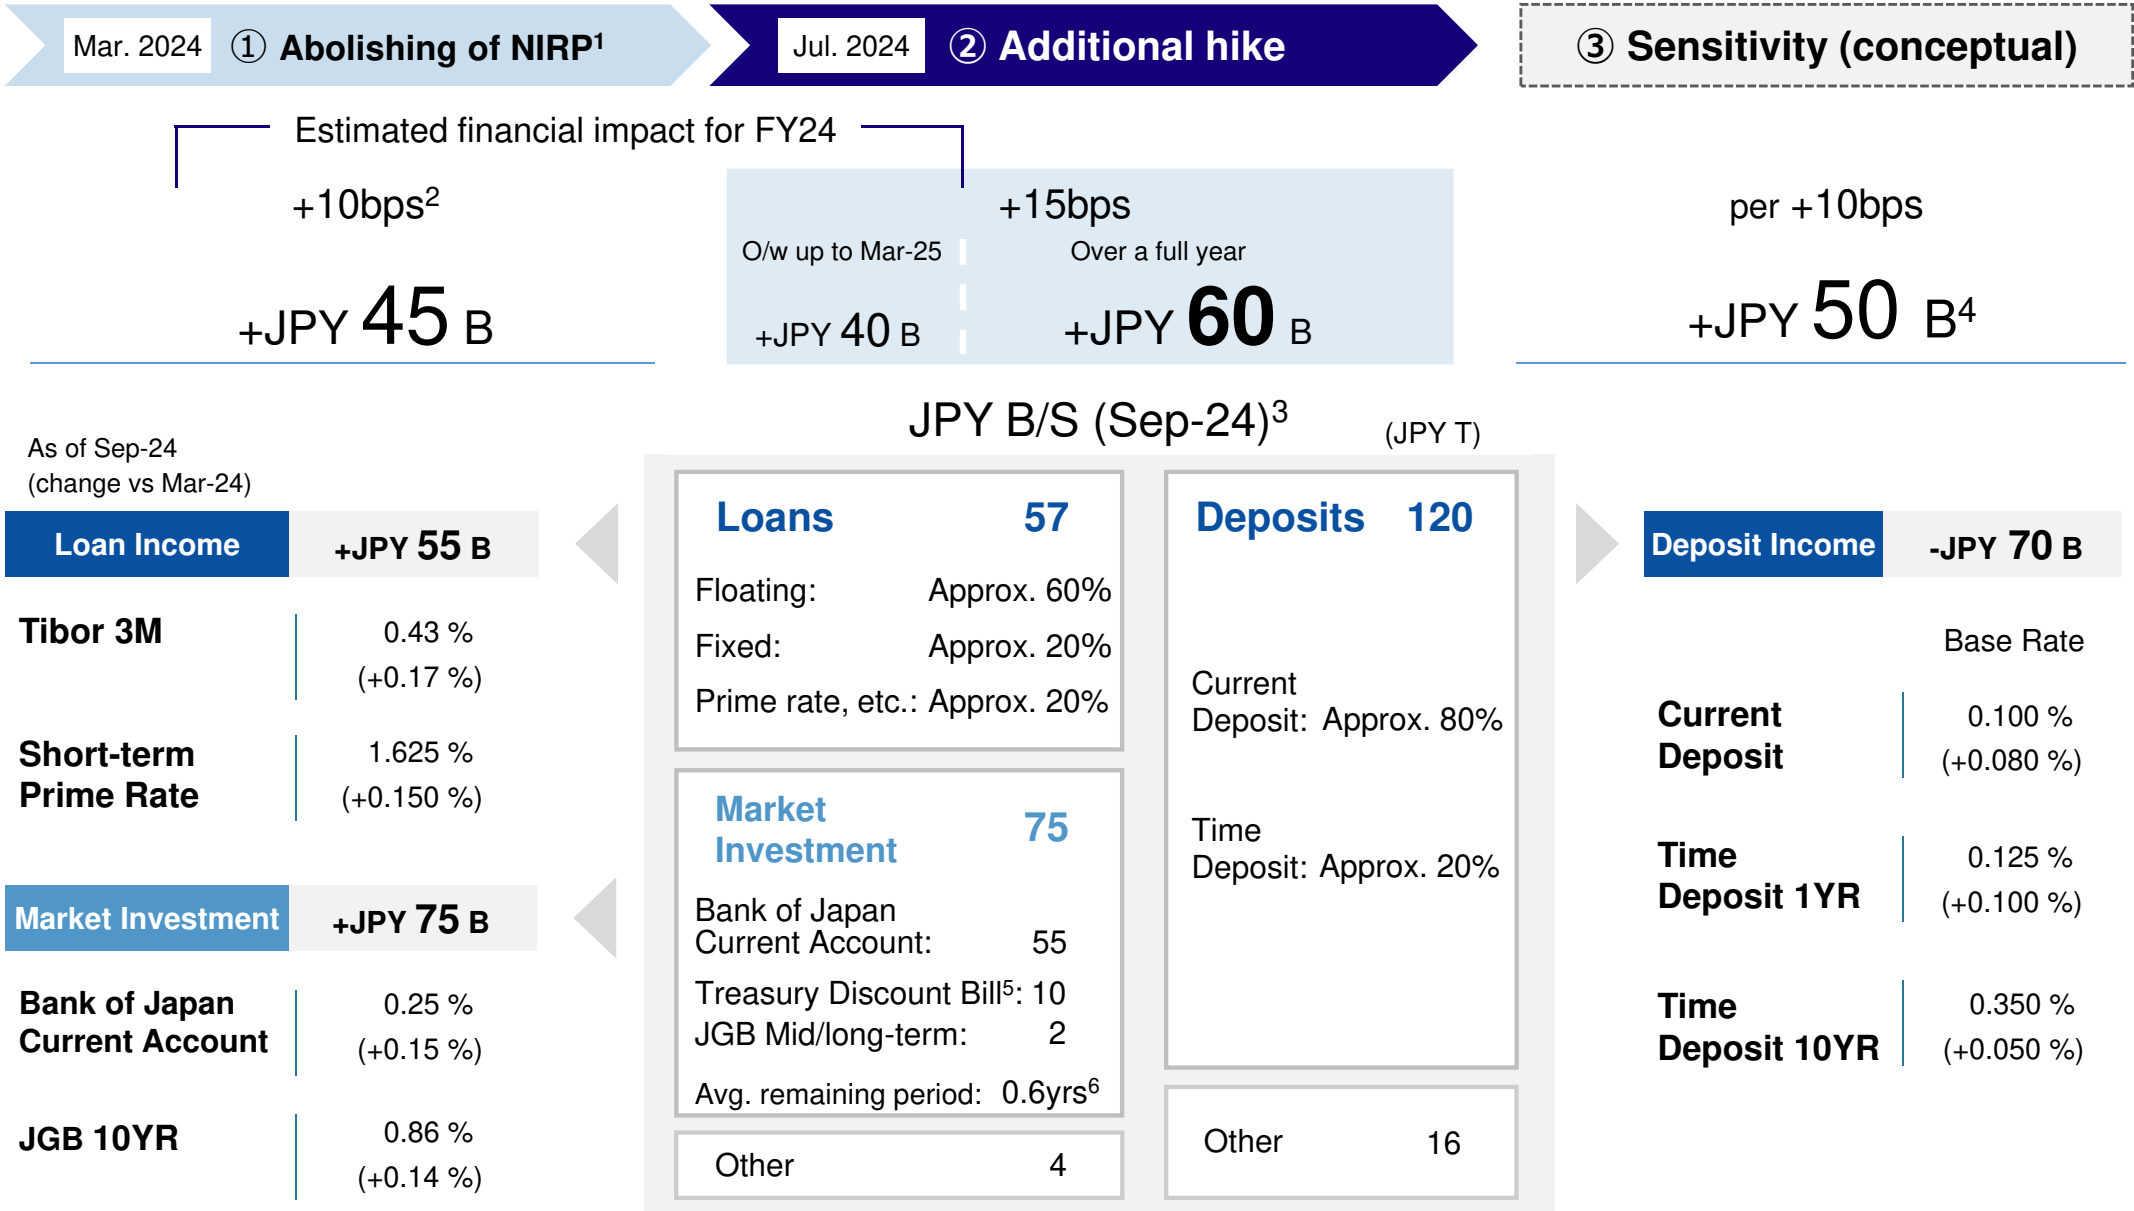 Mar. 2024 ① Abolishing of NIRP¹
Jul. 2024 ② Additional hike
③ Sensitivity (conceptual)
Estimated financial impact for FY24
+10bps²
+JPY 45 B
+15bps
O/w up to Mar-25
Over a full year
+JPY 40 B
+JPY 60 B
per +10bps
+JPY 50 B⁴
JPY B/S (Sep-24)³ (JPY T)
As of Sep-24
(change vs Mar-24)
Loan Income +JPY 55 B
Tibor 3M 0.43 %
(+0.17 %)
Short-term
Prime Rate
1.625 %
(+0.150 %)
Market Investment +JPY 75 B
Bank of Japan
Current Account
0.25 %
(+0.15 %)
JGB 10YR 0.86 %
(+0.14 %)
Loans 57
Floating: Approx. 60%
Fixed: Approx. 20%
Prime rate, etc.: Approx. 20%
Market
Investment
75
Bank of Japan
Current Account: 55
Treasury Discount Bill⁵: 10
JGB Mid/long-term: 2
Avg. remaining period: 0.6yrs⁶
Other 4
Deposits 120
Current
Deposit: Approx. 80%
Time
Deposit: Approx. 20%
Other 16
Deposit Income -JPY 70 B
Base Rate
Current
Deposit
0.100 %
(+0.080 %)
Time
Deposit 1YR
0.125 %
(+0.100 %)
Time
Deposit 10YR
0.350 %
(+0.050 %)